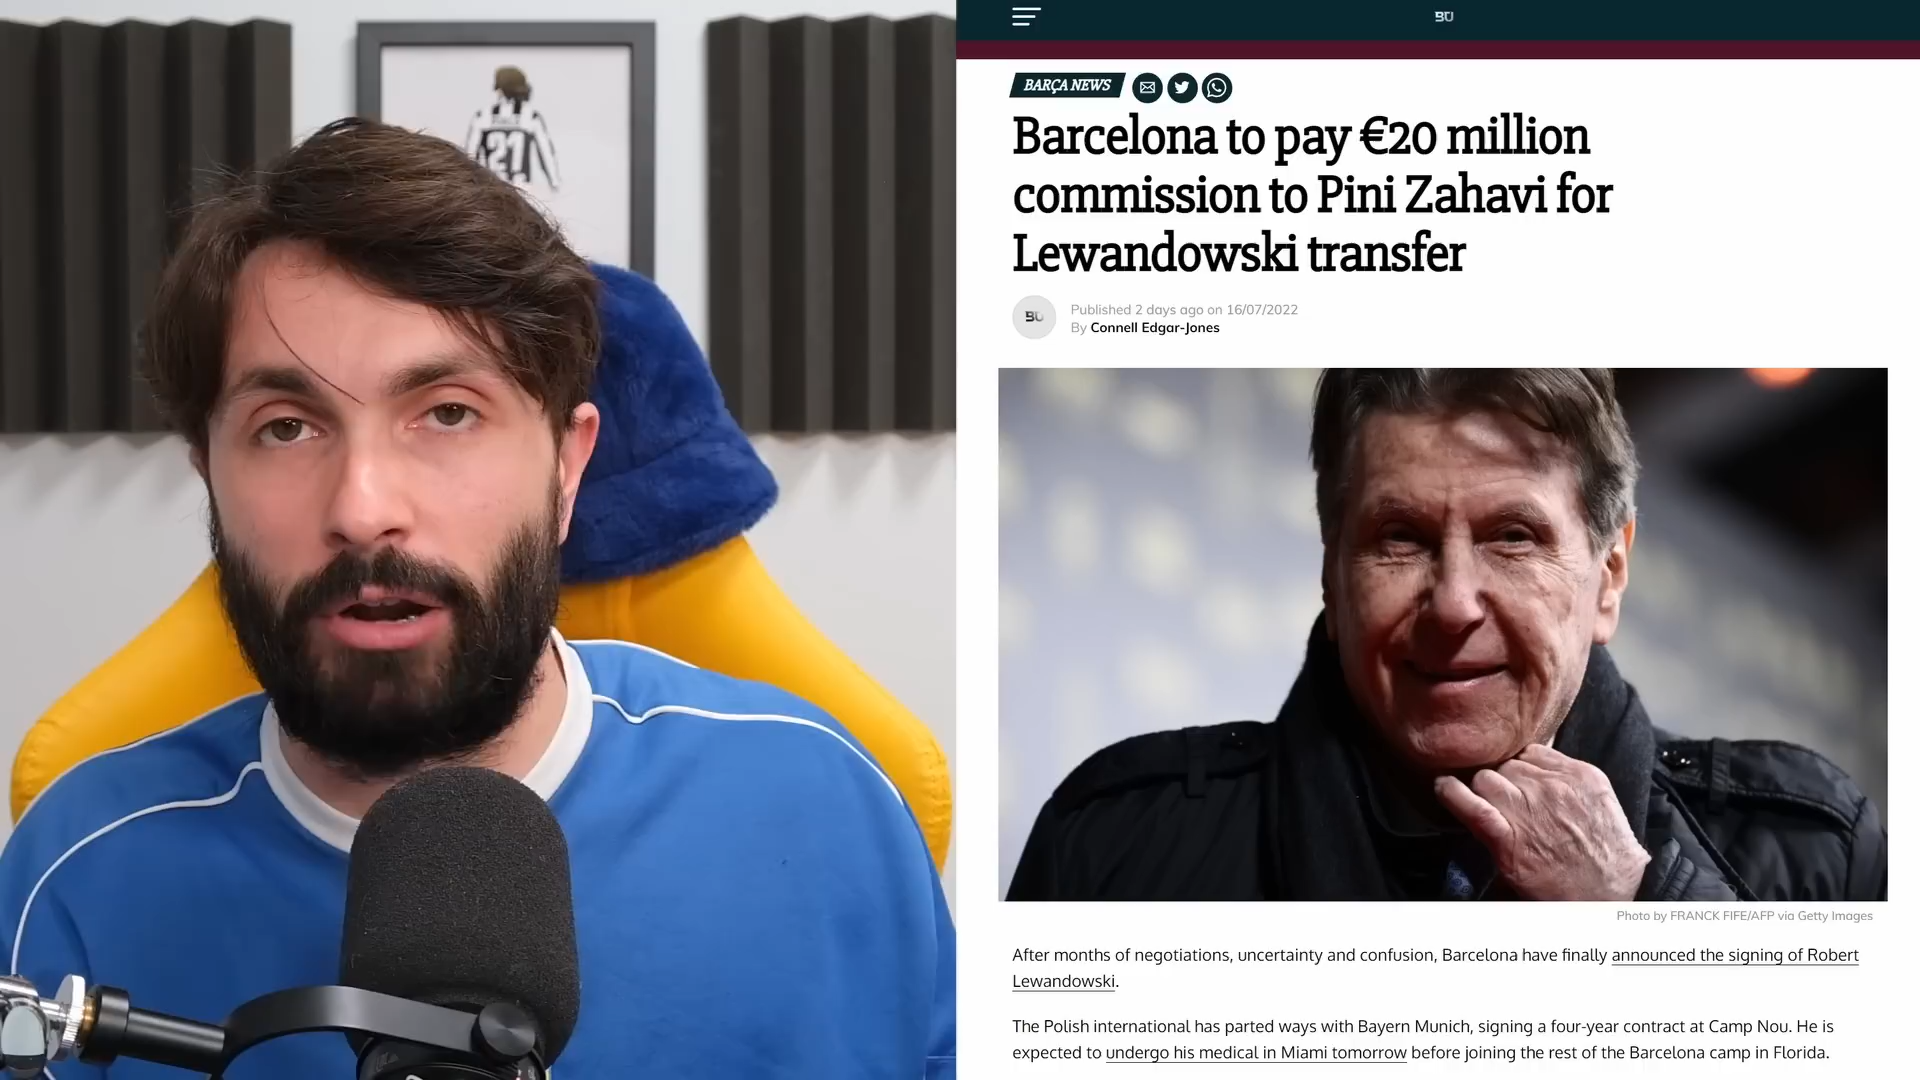 21
BU
BARÇA NEWS
Barcelona to pay €20 million
commission to Pini Zahavi for
Lewandowski transfer
BU
Published 2 days ago on 16/07/2022
By Connell Edgar-Jones
Photo by FRANCK FIFE/AFP via Getty Images
After months of negotiations, uncertainty and confusion, Barcelona have finally announced the signing of Robert
Lewandowski.
The Polish international has parted ways with Bayern Munich, signing a four-year contract at Camp Nou. He is
expected to undergo his medical in Miami tomorrow before joining the rest of the Barcelona camp in Florida.